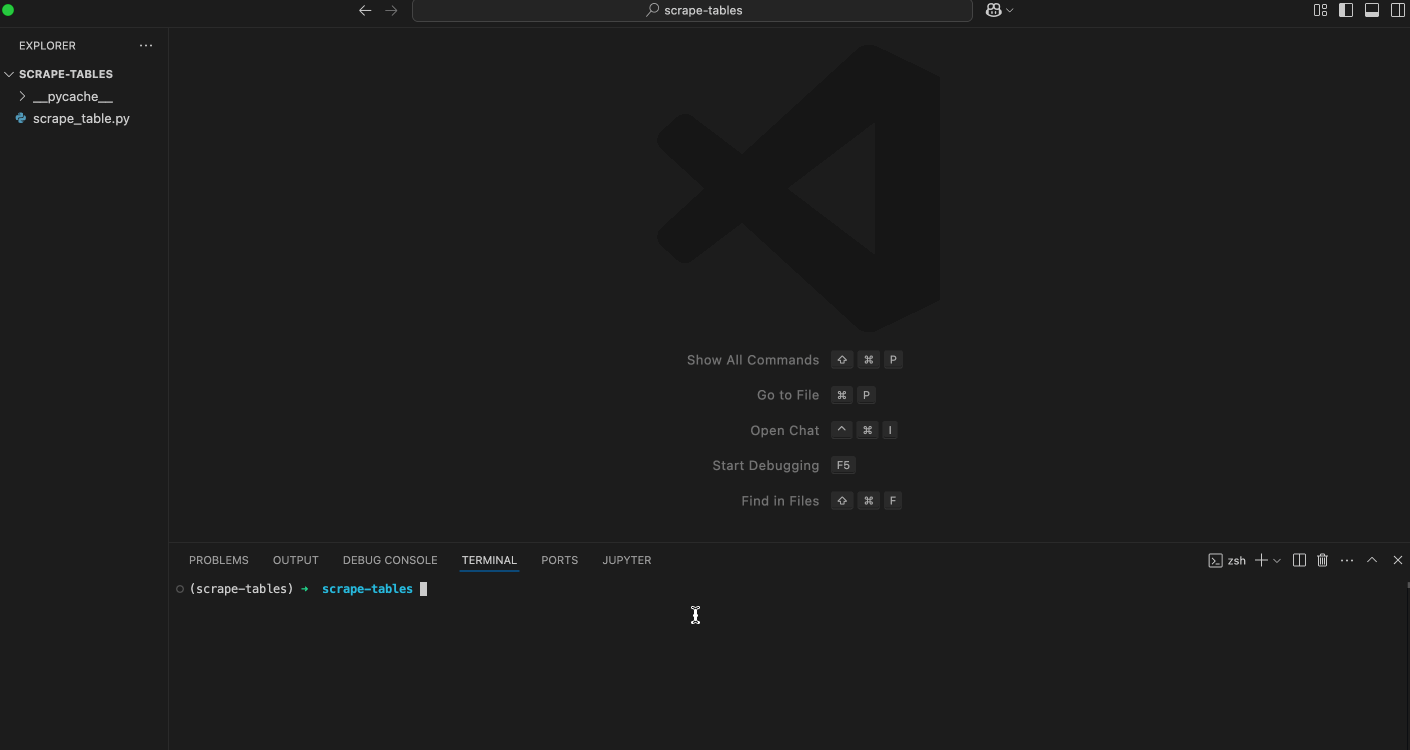 scrape-tables
EXPLORER
SCRAPE-TABLES
__pycache__
scrape_table.py
Show All Commands ⇧ ⌘ P
Go to File ⌘ P
Open Chat ^ ⌘ I
Start Debugging F5
Find in Files ⇧ ⌘ F
PROBLEMS OUTPUT DEBUG CONSOLE TERMINAL PORTS JUPYTER zsh
(scrape-tables) → scrape-tables